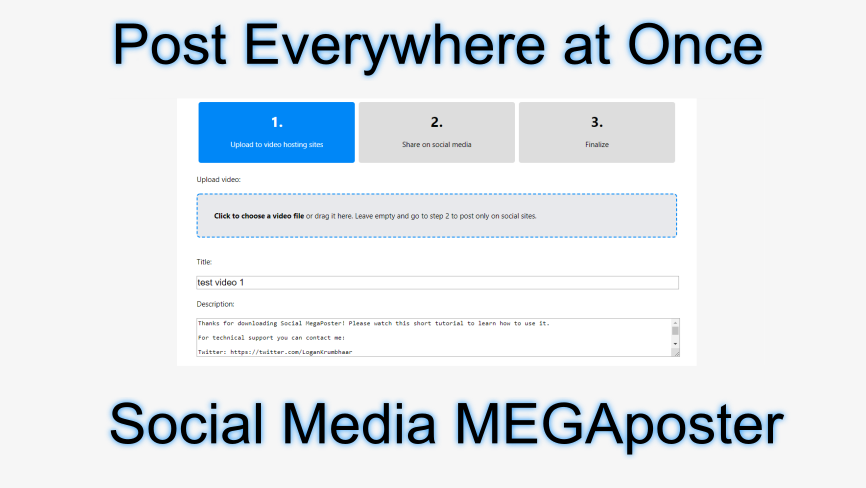 Post Everywhere at Once
1. 2. 3.
Upload to video hosting sites Share on social media Finalize
Upload video:
Click to choose a video file or drag it here. Leave empty and go to step 2 to post only on social sites.
Title:
test video 1
Description:
Thanks for downloading Social MegaPoster! Please watch this short tutorial to learn how to use it.
For technical support you can contact me!
Twitter: https://twitter.com/LoganKrumbhaar
Social Media MEGAposter